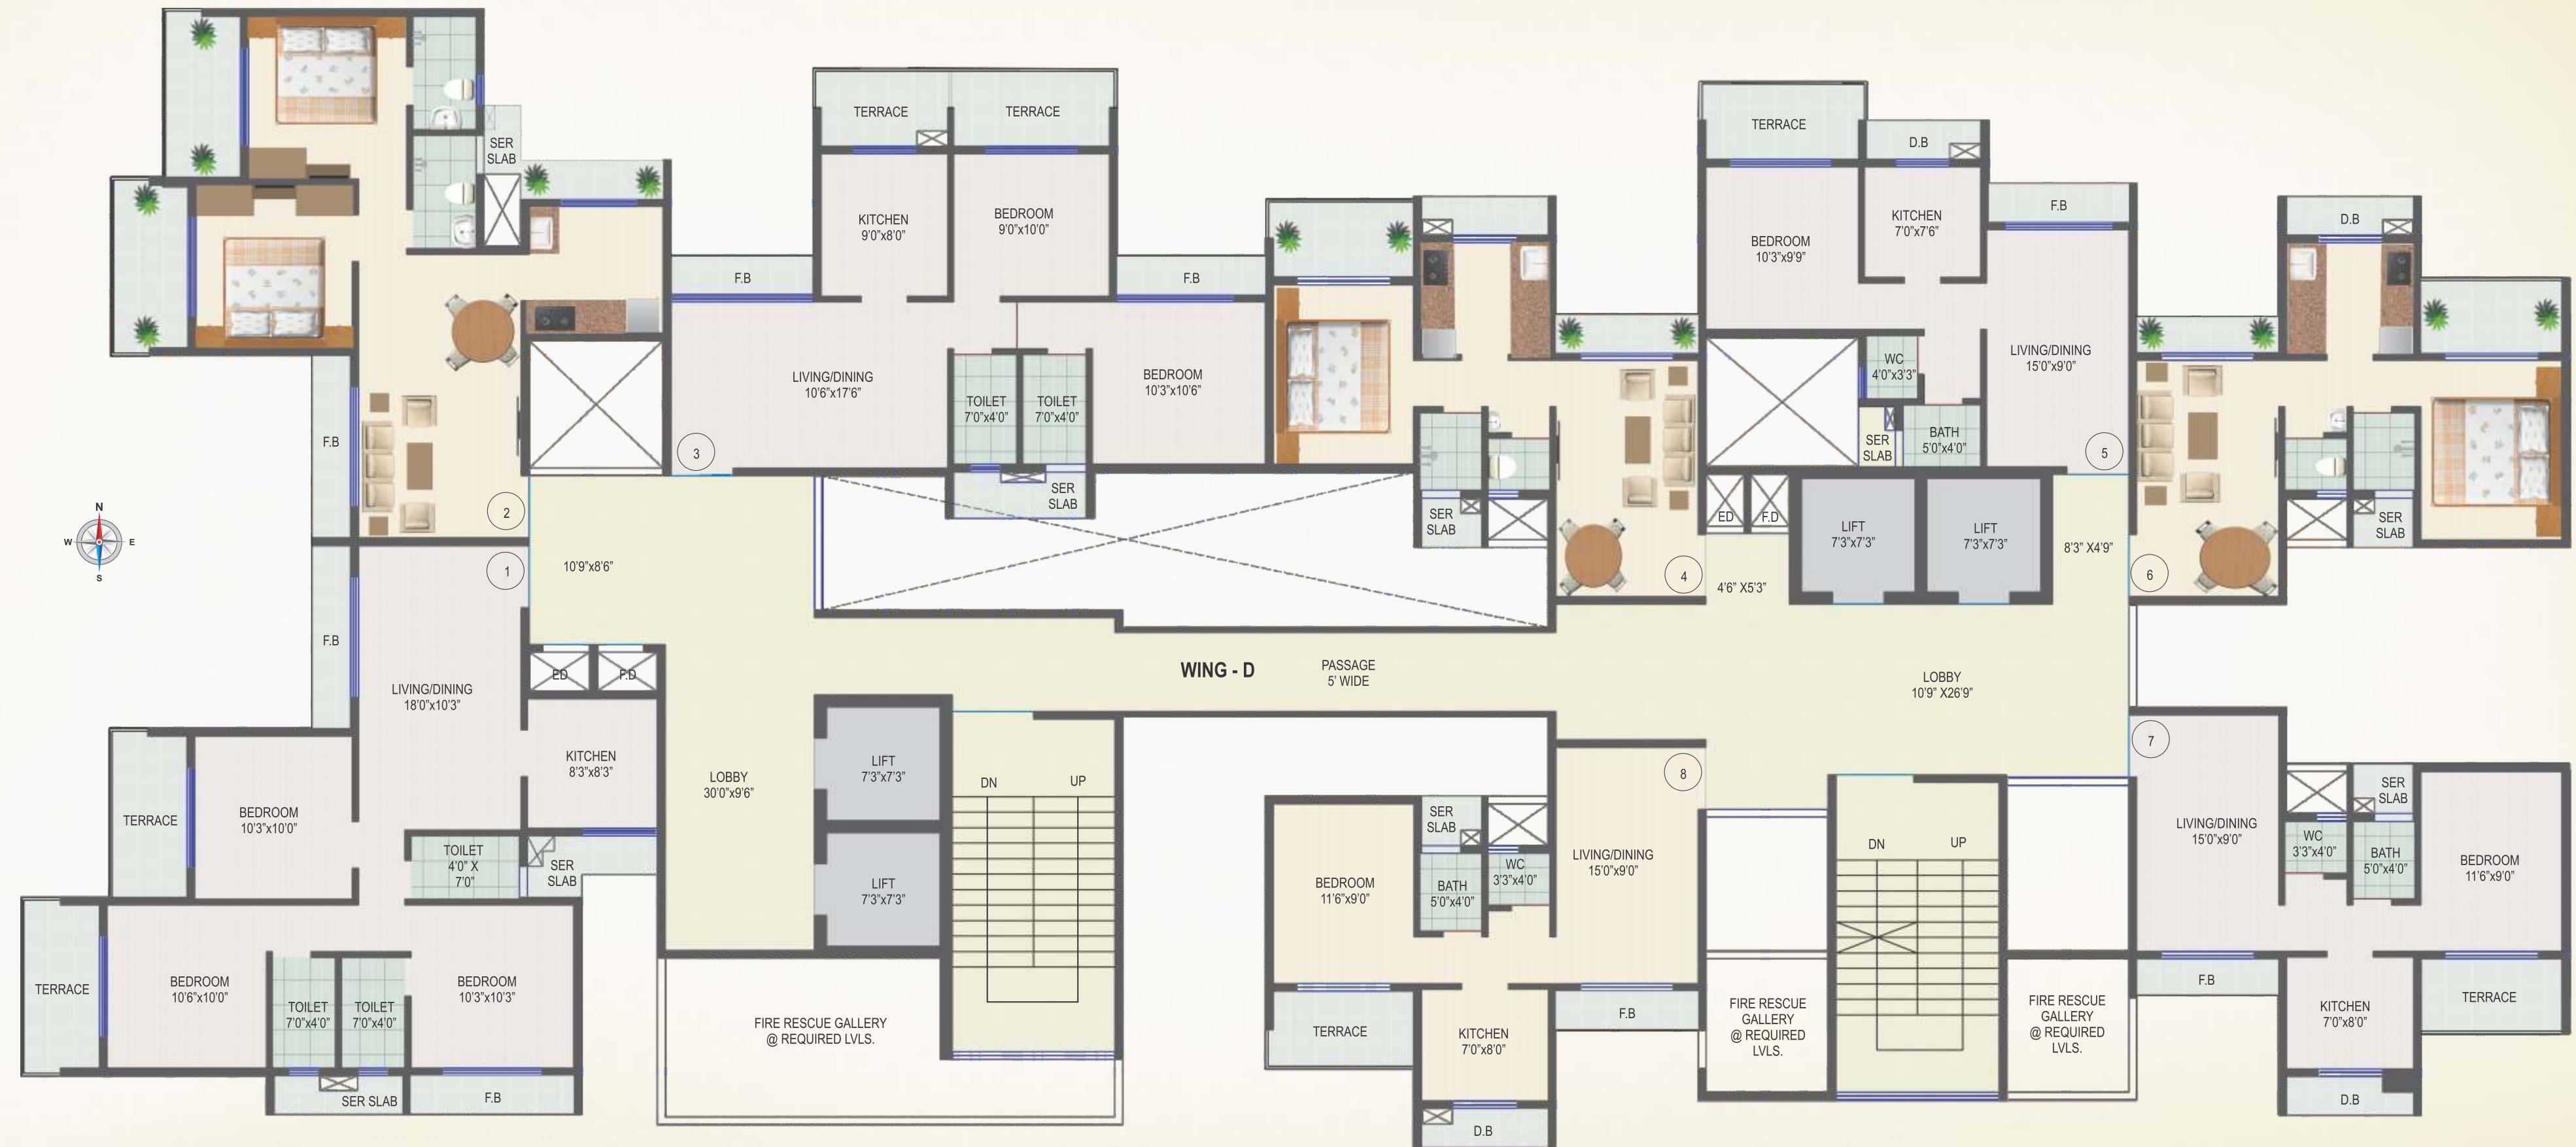 SER
SLAB
TERRACE
TERRACE
KITCHEN
9'0"x8'0"
BEDROOM
9'0"x10'0"
F.B
F.B
LIVING/DINING
10'6"x17'6"
TOILET
7'0"x4'0"
TOILET
7'0"x4'0"
BEDROOM
10'3"x10'6"
3
SER
SLAB
F.B
2
SER
SLAB
4
TERRACE
D.B
BEDROOM
10'3"x9'9"
KITCHEN
7'0"x7'6"
F.B
WC
4'0"x3'3"
LIVING/DINING
15'0"x9'0"
SER
SLAB
BATH
5'0"x4'0"
5
D.B
SER
SLAB
6
ED
F.D
LIFT
7'3"x7'3"
LIFT
7'3"x7'3"
8'3" X4'9"
4'6" X5'3"
N
W
E
S
1
10'9"x8'6"
F.B
ED
F.D
LIVING/DINING
18'0"x10'3"
WING - D
PASSAGE
5' WIDE
LOBBY
10'9" X26'9"
KITCHEN
8'3"x8'3"
LOBBY
30'0"x9'6"
LIFT
7'3"x7'3"
LIFT
7'3"x7'3"
DN
UP
TERRACE
BEDROOM
10'3"x10'0"
TOILET
4'0" X
7'0"
SER
SLAB
TERRACE
BEDROOM
10'6"x10'0"
TOILET
7'0"x4'0"
TOILET
7'0"x4'0"
BEDROOM
10'3"x10'3"
SER SLAB
F.B
FIRE RESCUE GALLERY
@ REQUIRED LVLS.
8
SER
SLAB
LIVING/DINING
15'0"x9'0"
BEDROOM
11'6"x9'0"
BATH
5'0"x4'0"
WC
3'3"x4'0"
TERRACE
KITCHEN
7'0"x8'0"
F.B
D.B
DN
UP
FIRE RESCUE
GALLERY
@ REQUIRED
LVLS.
FIRE RESCUE
GALLERY
@ REQUIRED
LVLS.
7
LIVING/DINING
15'0"x9'0"
SER
SLAB
WC
3'3"x4'0"
BATH
5'0"x4'0"
BEDROOM
11'6"x9'0"
F.B
KITCHEN
7'0"x8'0"
TERRACE
D.B